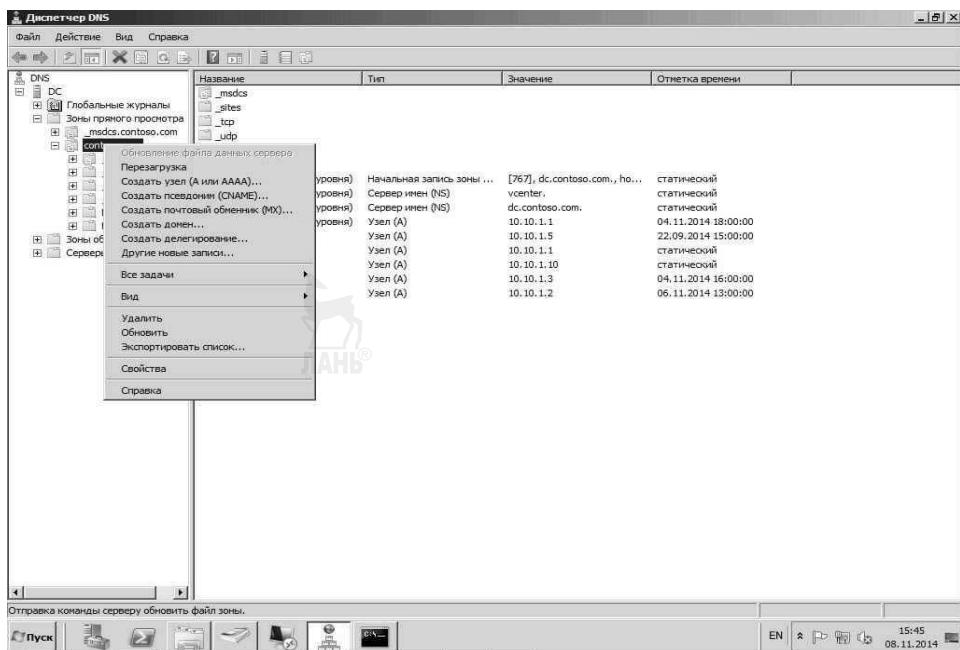 Диспетчер DNS
Файл Действие Вид Справка
DNS
DC
Глобальные журналы
Зоны прямого просмотра
_msdcs.contoso.com
cont
Зоны об
Серверы
Название Тип Значение Отметка времени
_msdcs
_sites
_tcp
_udp
уровня) Начальная запись зоны ... [767], dc.contoso.com., ho... статический
уровня) Сервер имен (NS) vcenter. статический
уровня) Сервер имен (NS) dc.contoso.com. статический
уровня) Узел (A) 10.10.1.1 04.11.2014 18:00:00
Узел (A) 10.10.1.5 22.09.2014 15:00:00
Узел (A) 10.10.1.1 статический
Узел (A) 10.10.1.10 статический
Узел (A) 10.10.1.3 04.11.2014 16:00:00
Узел (A) 10.10.1.2 06.11.2014 13:00:00
Обновление файла данных сервера
Перезагрузка
Создать узел (A или AAAA)...
Создать псевдоним (CNAME)...
Создать почтовый обменник (MX)...
Создать домен...
Создать делегирование...
Другие новые записи...
Все задачи
Вид
Удалить
Обновить
Экспортировать список...
Свойства
Справка
ЛАНЬ®
Отправка команды серверу обновить файл зоны.
Пуск
C:\
EN
15:45
08.11.2014